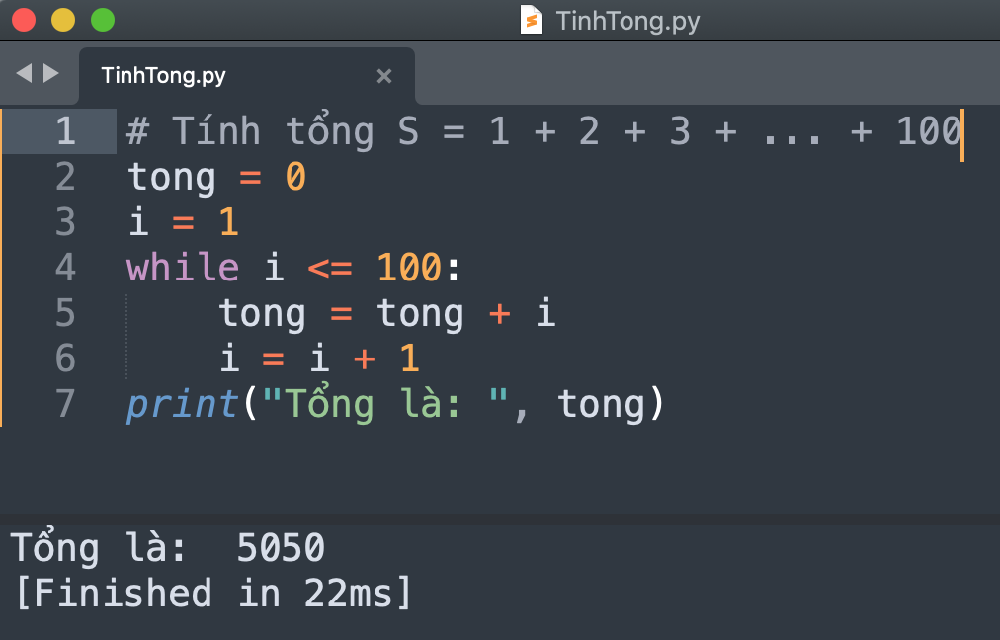 TinhTong.py
TinhTong.py ×
1 # Tính tổng S = 1 + 2 + 3 + ... + 100
2 tong = 0
3 i = 1
4 while i <= 100:
5     tong = tong + i
6     i = i + 1
7 print("Tổng là: ", tong)
Tổng là:  5050
[Finished in 22ms]